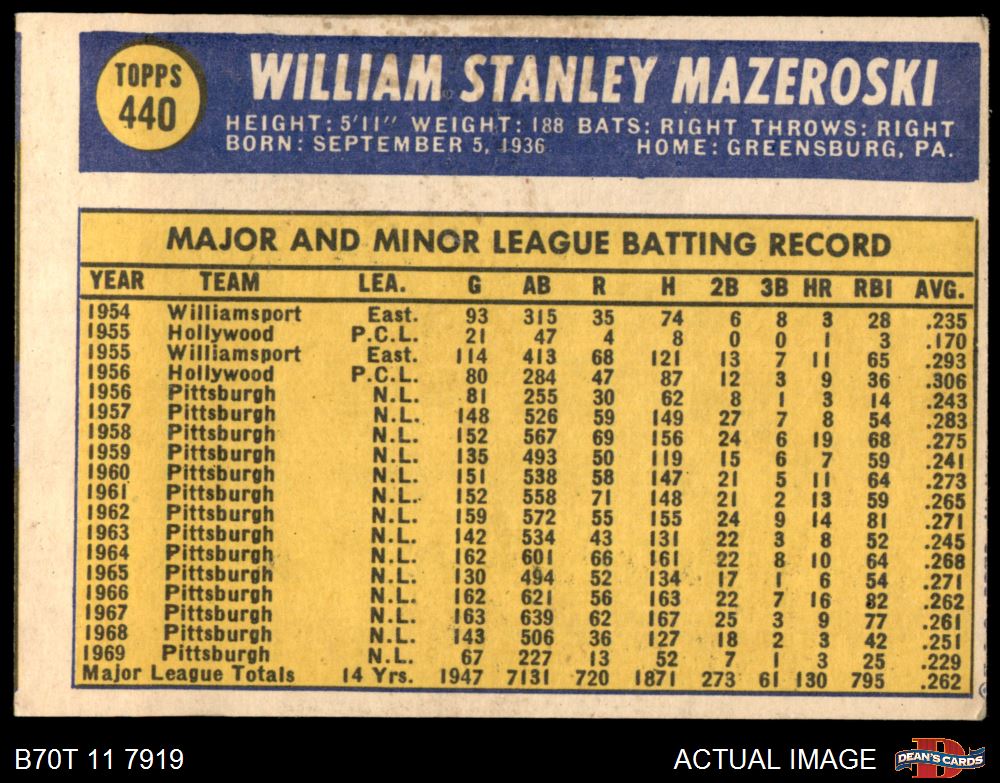 TOPPS
440
WILLIAM STANLEY MAZEROSKI
HEIGHT: 5'11" WEIGHT: 188 BATS: RIGHT THROWS: RIGHT
BORN: SEPTEMBER 5, 1936 HOME: GREENSBURG, PA.
MAJOR AND MINOR LEAGUE BATTING RECORD
YEAR TEAM LEA. G AB R H 2B 3B HR RBI AVG.
1954 Williamsport East. 93 315 35 74 6 8 3 28 .235
1955 Hollywood P.C.L. 21 47 4 8 0 0 1 3 .170
1955 Williamsport East. 114 413 68 121 13 7 11 65 .293
1956 Hollywood P.C.L. 80 284 47 87 12 3 9 36 .306
1956 Pittsburgh N.L. 81 255 30 62 8 1 3 14 .243
1957 Pittsburgh N.L. 148 526 59 149 27 7 8 54 .283
1958 Pittsburgh N.L. 152 567 69 156 24 6 19 68 .275
1959 Pittsburgh N.L. 135 493 50 119 15 6 7 59 .241
1960 Pittsburgh N.L. 151 538 58 147 21 5 11 64 .273
1961 Pittsburgh N.L. 152 558 71 148 21 2 13 59 .265
1962 Pittsburgh N.L. 159 572 55 155 24 9 14 81 .271
1963 Pittsburgh N.L. 142 534 43 131 22 3 8 52 .245
1964 Pittsburgh N.L. 162 601 66 161 22 8 10 64 .268
1965 Pittsburgh N.L. 130 494 52 134 17 1 6 54 .271
1966 Pittsburgh N.L. 162 621 56 163 22 7 16 82 .262
1967 Pittsburgh N.L. 163 639 62 167 25 3 9 77 .261
1968 Pittsburgh N.L. 143 506 36 127 18 2 3 42 .251
1969 Pittsburgh N.L. 67 227 13 52 7 1 3 25 .229
Major League Totals 14 Yrs. 1947 7131 720 1871 273 61 130 795 .262
B70T 11 7919
ACTUAL IMAGE
D
DEAN'S CARDS